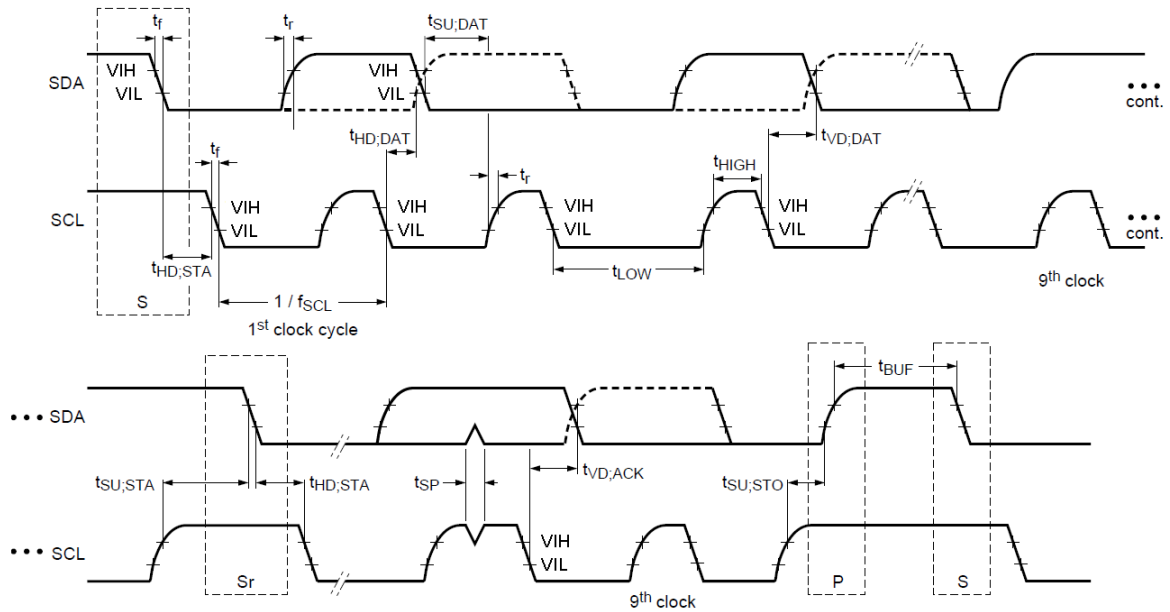 tf tr tSU;DAT
SDA VIH VIH
VIL VIL
cont.
tHD;DAT tVD;DAT
tf tHIGH
tr
SCL VIH VIH VIH VIH
VIL VIL VIL VIL
cont.
tHD;STA tLOW
S 1 / fSCL 9th clock
1st clock cycle
tBUF
SDA
tSU;STA tHD;STA tSP tVD;ACK tSU;STO
SCL VIH
VIL
Sr P S
9th clock